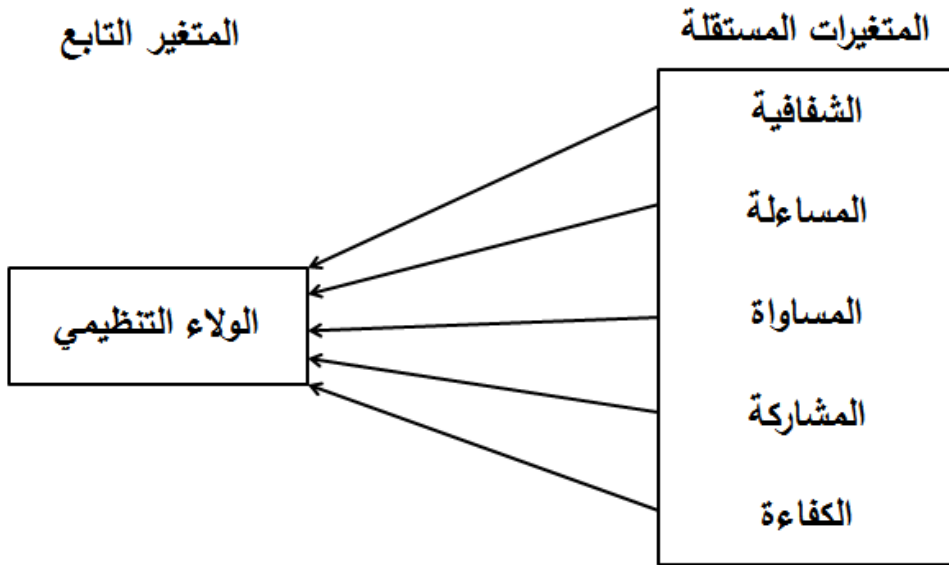 المتغيرات المستقلة
الشفافية
المساءلة
المساواة
المشاركة
الكفاءة
المتغير التابع
الولاء التنظيمي